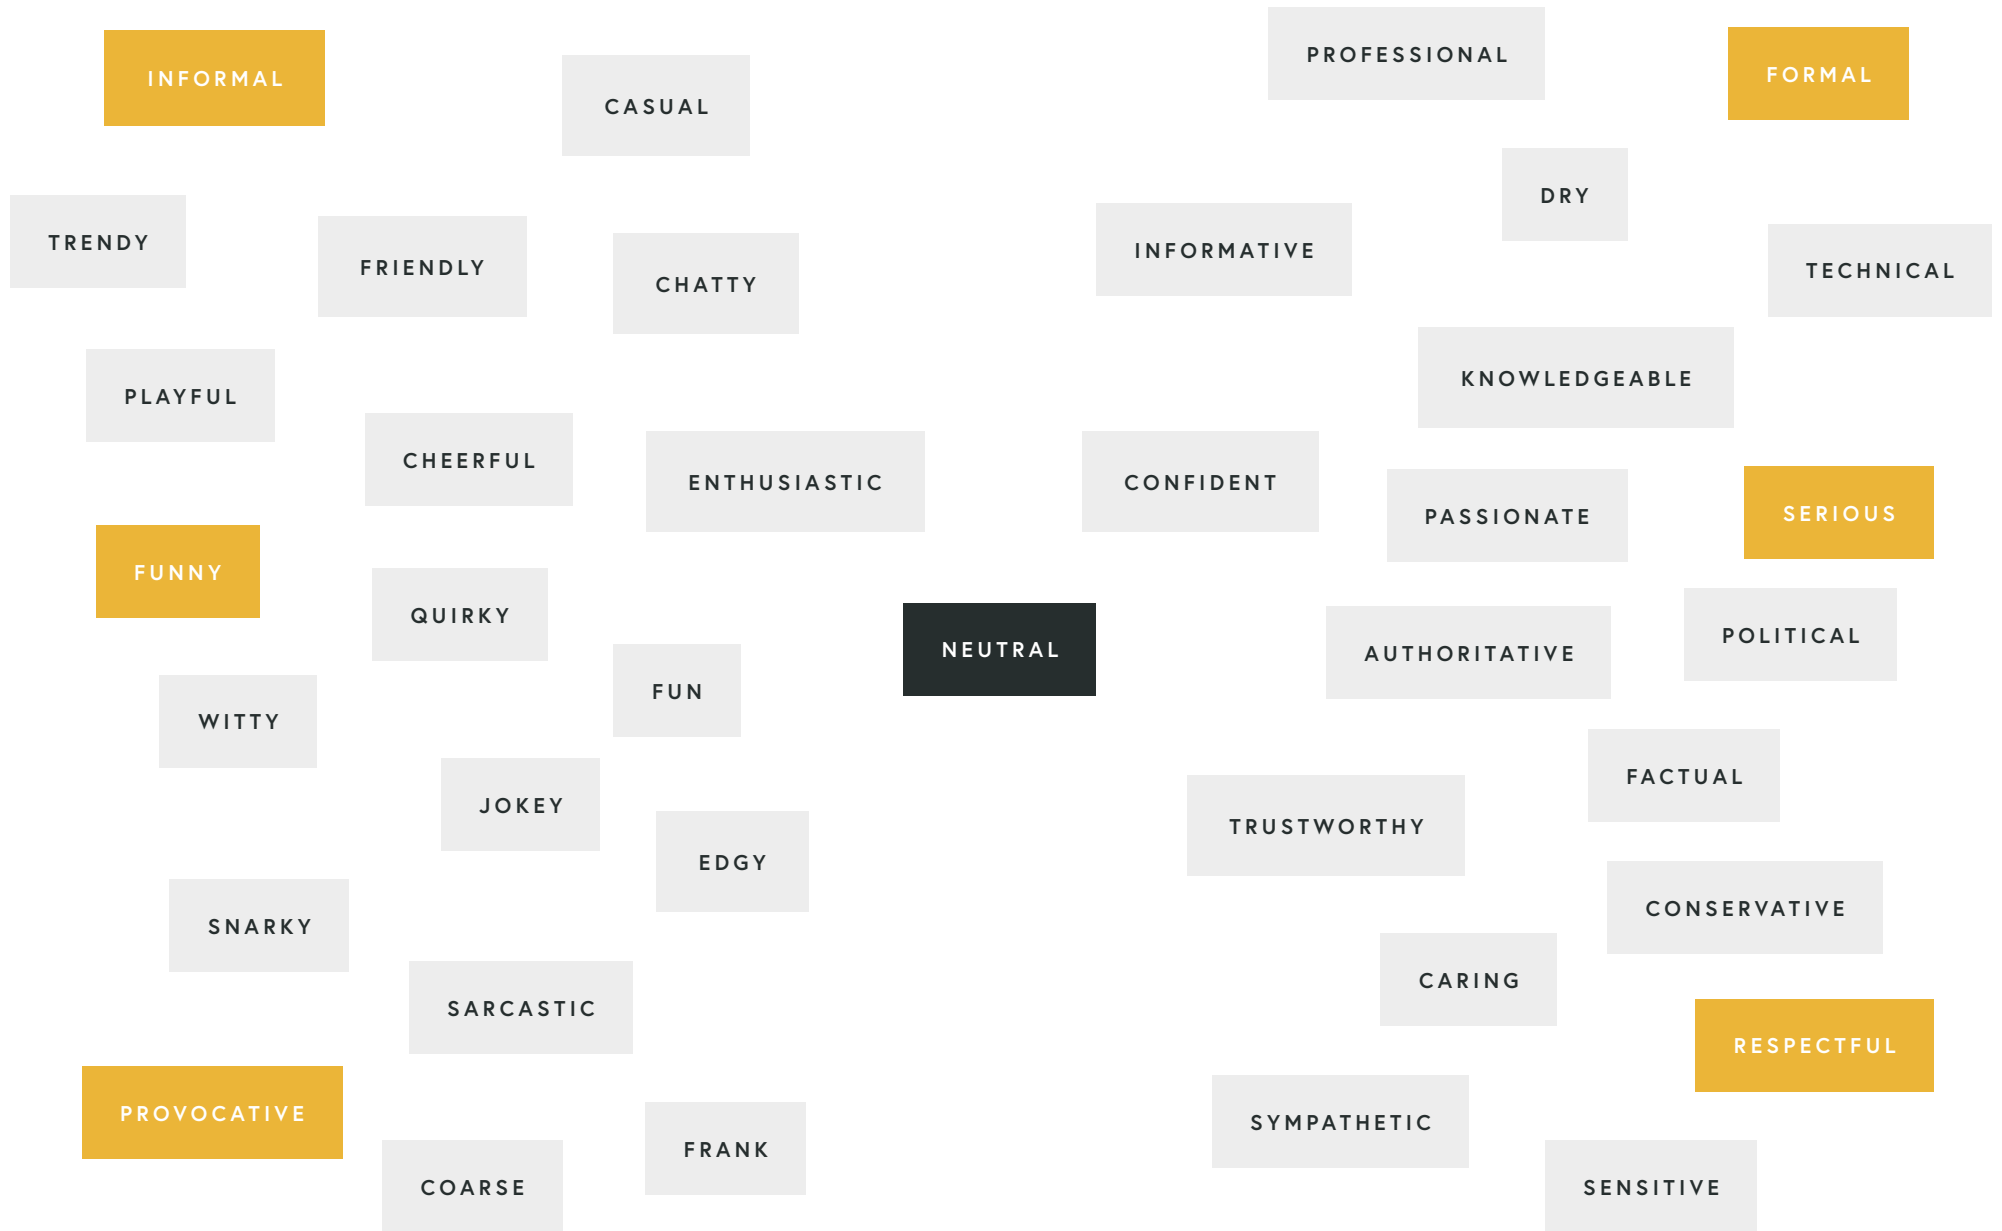 INFORMAL
CASUAL
PROFESSIONAL
FORMAL
DRY
TRENDY
FRIENDLY
CHATTY
INFORMATIVE
TECHNICAL
PLAYFUL
KNOWLEDGEABLE
CHEERFUL
ENTHUSIASTIC
CONFIDENT
PASSIONATE
SERIOUS
FUNNY
QUIRKY
NEUTRAL
AUTHORITATIVE
POLITICAL
FUN
WITTY
FACTUAL
JOKEY
TRUSTWORTHY
EDGY
SNARKY
CONSERVATIVE
CARING
SARCASTIC
RESPECTFUL
PROVOCATIVE
SYMPATHETIC
FRANK
COARSE
SENSITIVE